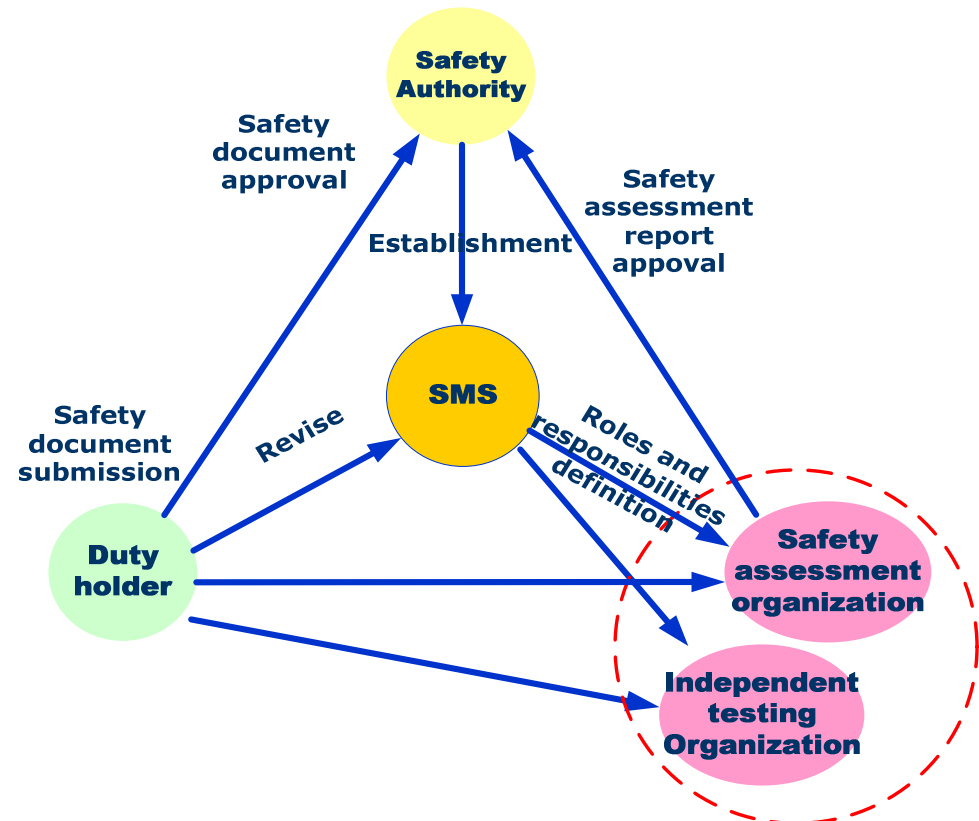 Safety
Authority
Safety
document
approval
Safety
assessment
report
appoval
Establishment
SMS
Safety
document
submission
Revise
Roles and
responsibilities
definition
Duty
holder
Safety
assessment
organization
Independent
testing
Organization